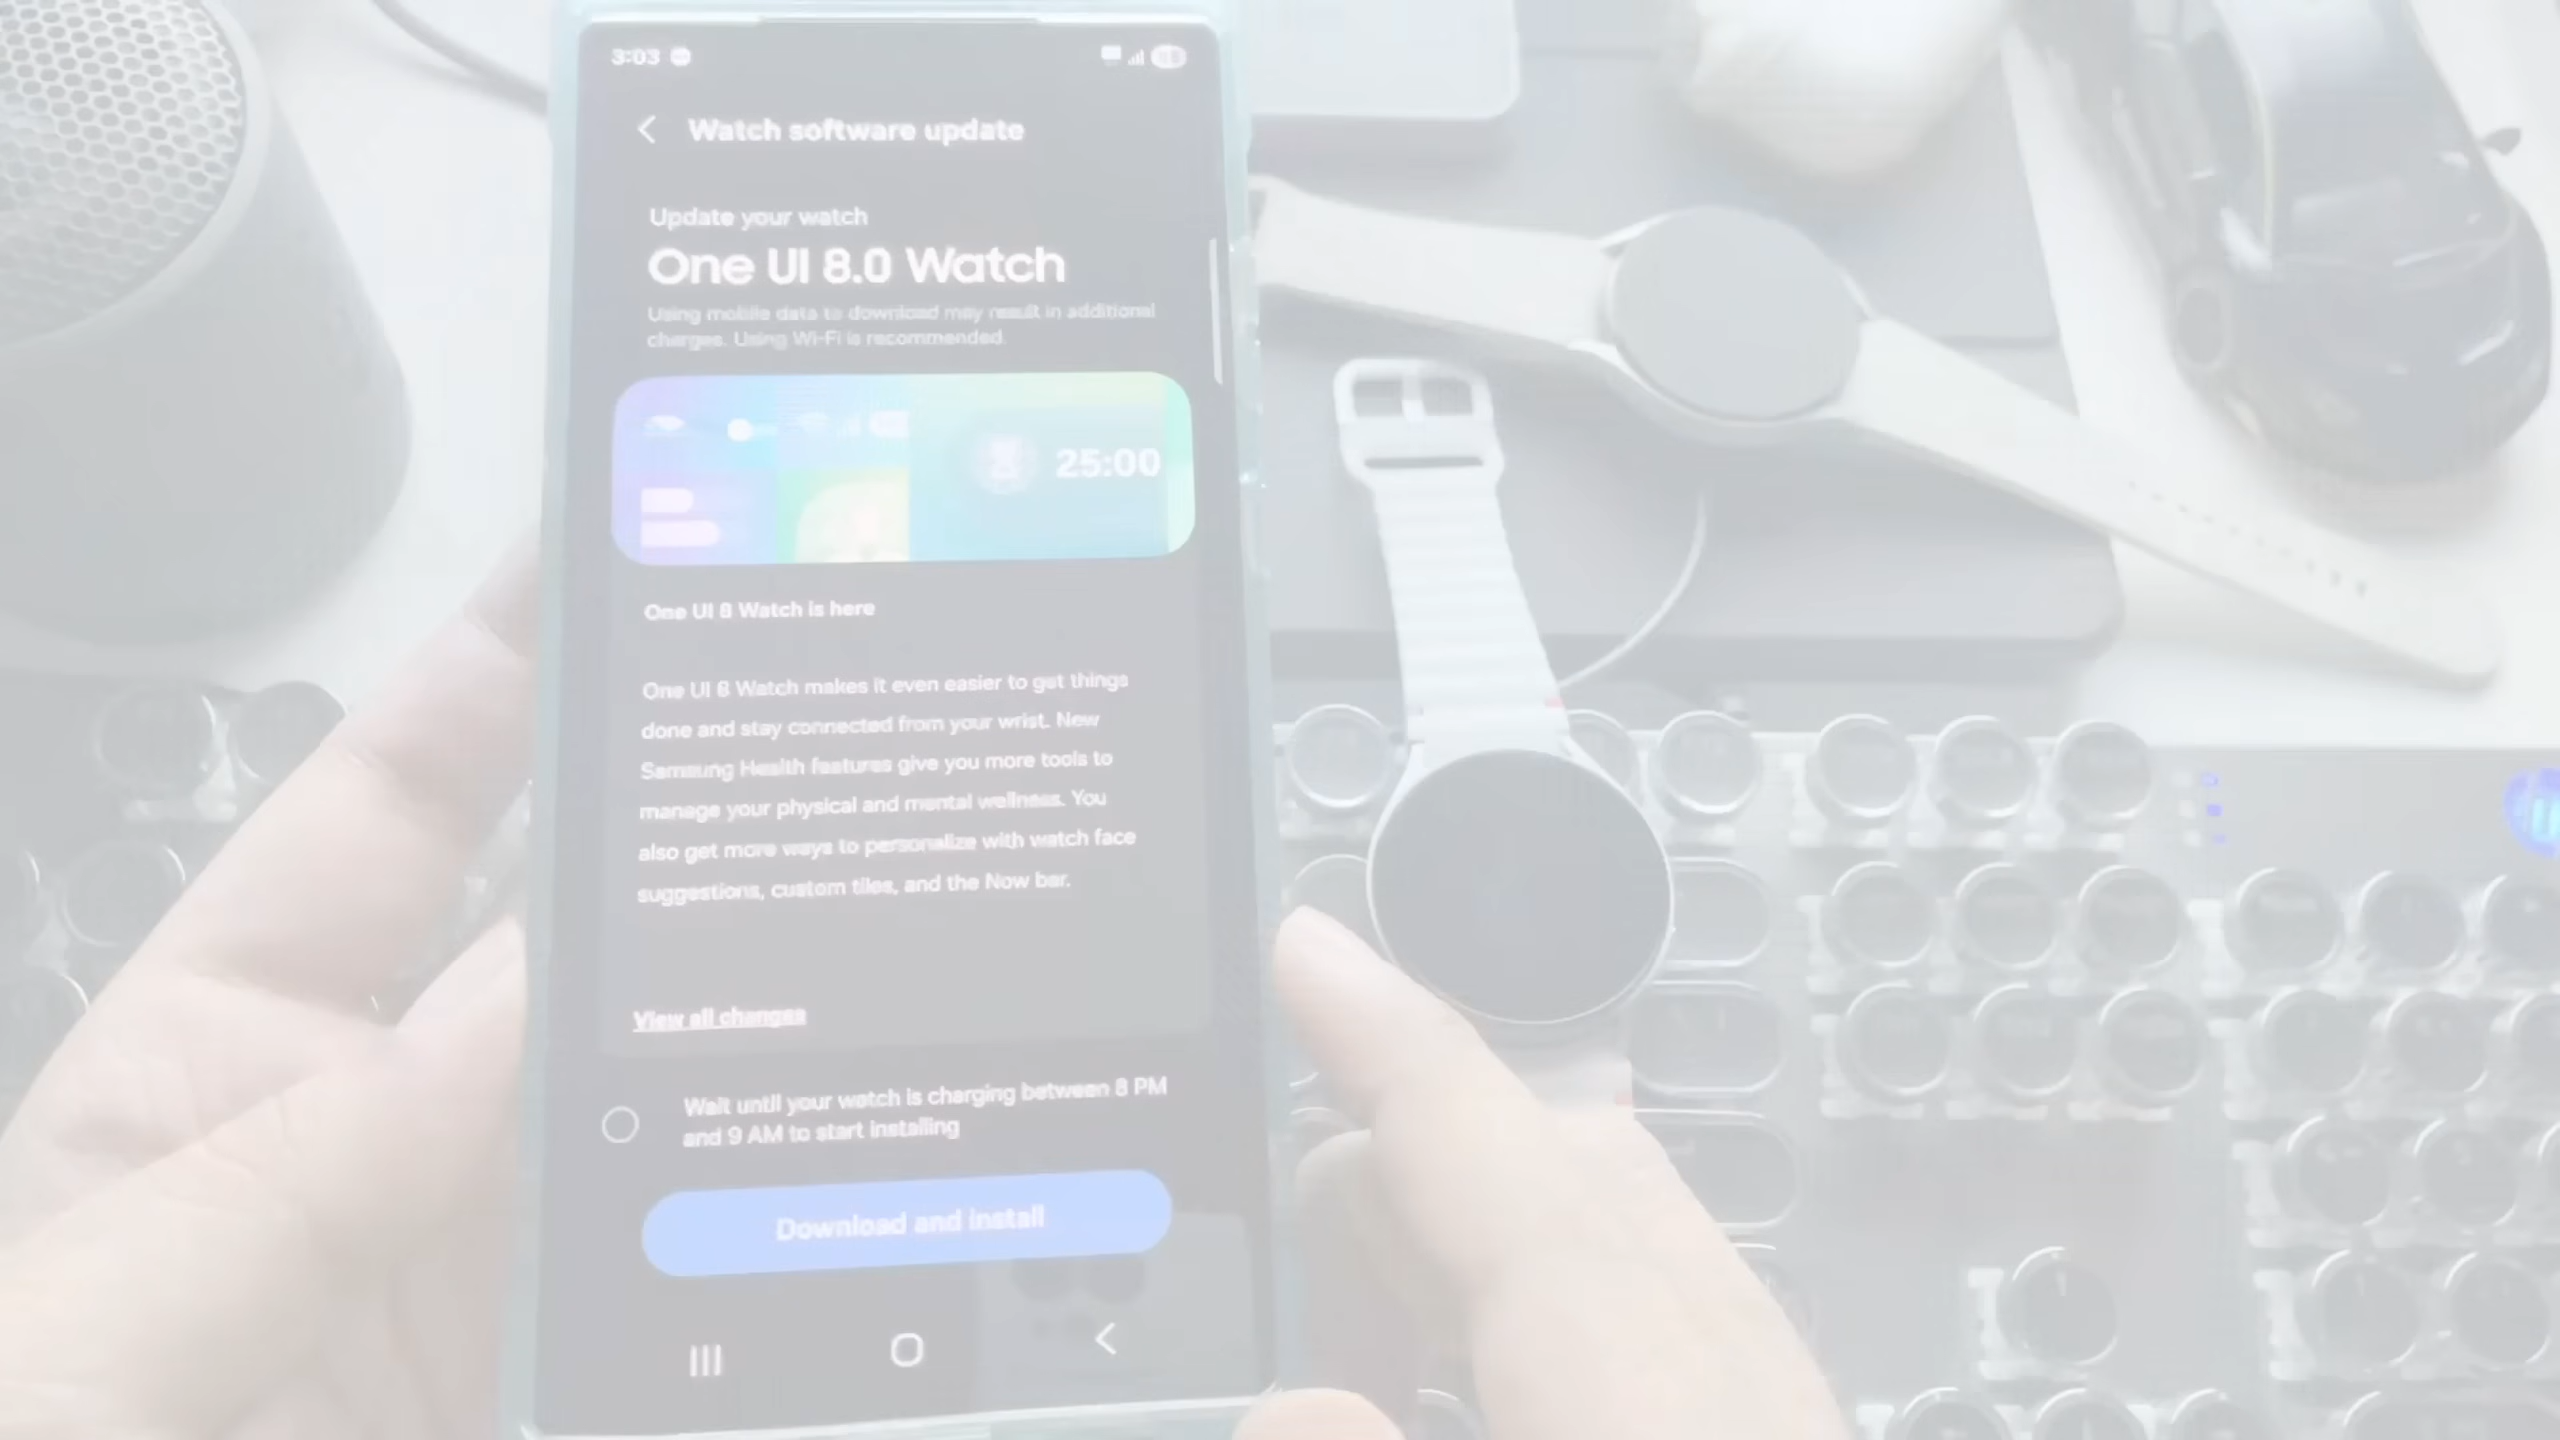 3:03
Watch software update
Update your watch
One UI 8.0 Watch
Using mobile data to download may result in additional
charges. Using Wi-Fi is recommended.
25:00
One UI 8 Watch is here
One UI 8 Watch makes it even easier to get things
done and stay connected from your wrist. New
Samsung Health features give you more tools to
manage your physical and mental wellness. You
also get more ways to personalize with watch face
suggestions, custom tiles, and the Now bar.
View all changes
Wait until your watch is charging between 8 PM
and 9 AM to start installing
Download and install